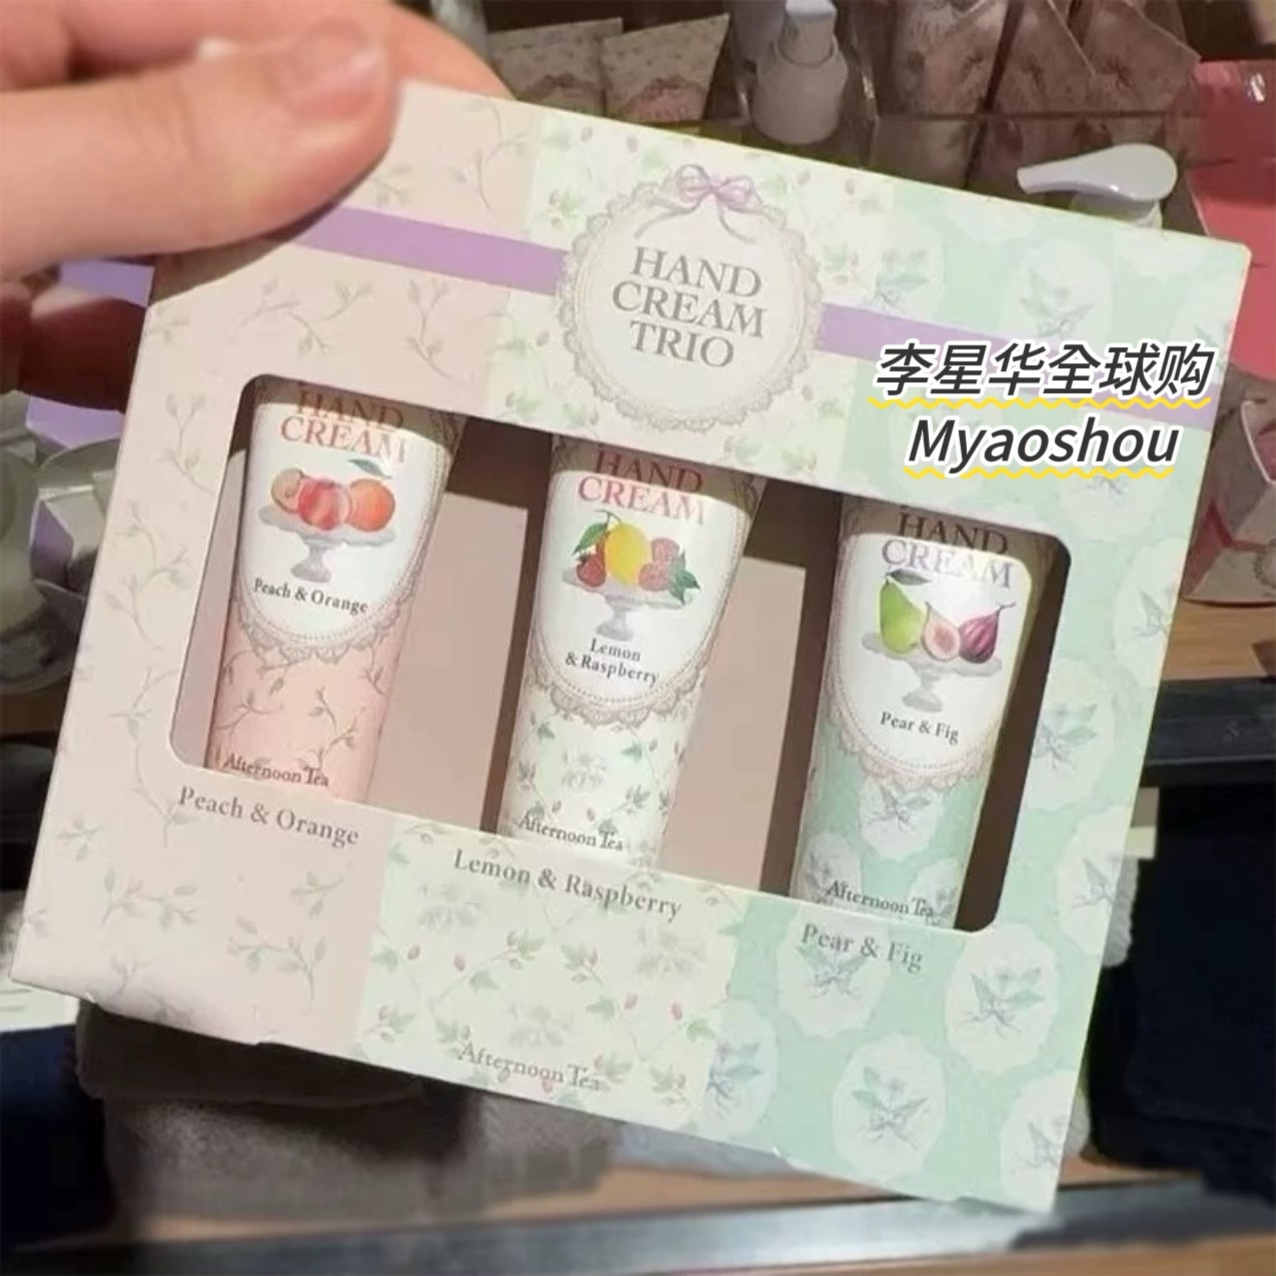 HAND
CREAM
TRIO
李星华全球购
Myaoshou
HAND
CREAM
Peach & Orange
Afternoon Tea
HAND
CREAM
Lemon
& Raspberry
Afternoon Tea
HAND
CREAM
Pear & Fig
Afternoon Tea
Peach & Orange
Lemon & Raspberry
Pear & Fig
Afternoon Tea